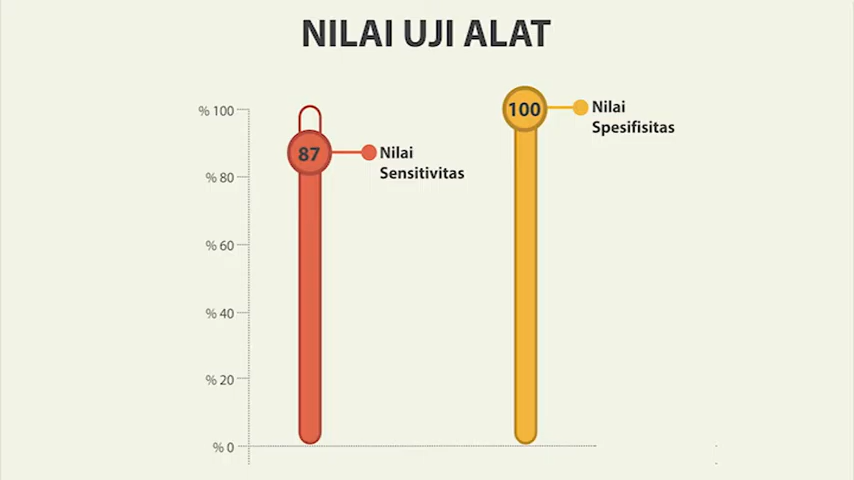 NILAI UJI ALAT
% 100
% 80
% 60
% 40
% 20
% 0
87
Nilai
Sensitivitas
100
Nilai
Spesifisitas